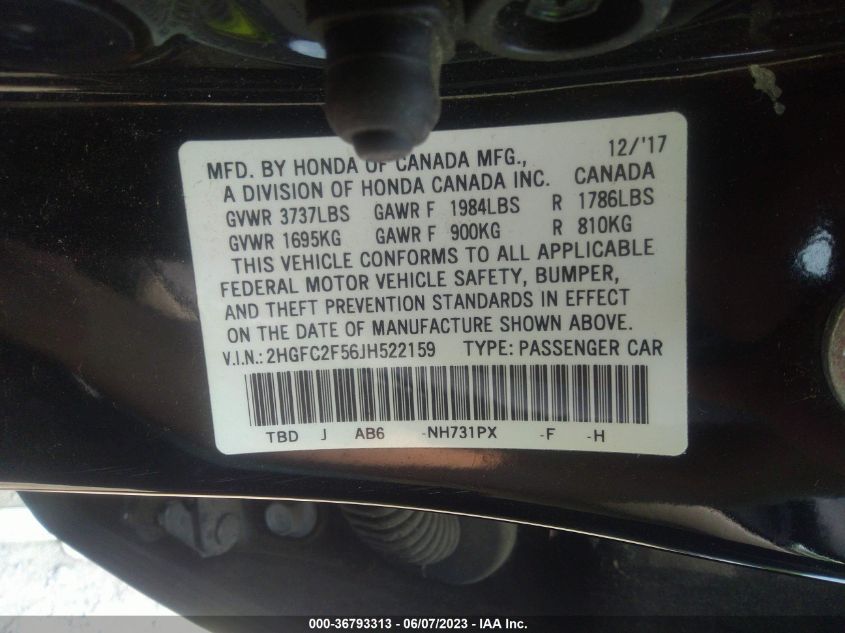 12/'17
MFD. BY HONDA OF CANADA MFG.,
A DIVISION OF HONDA CANADA INC. CANADA
GVWR 3737LBS GAWR F 1984LBS R 1786LBS
GVWR 1695KG GAWR F 900KG R 810KG
THIS VEHICLE CONFORMS TO ALL APPLICABLE
FEDERAL MOTOR VEHICLE SAFETY, BUMPER,
AND THEFT PREVENTION STANDARDS IN EFFECT
ON THE DATE OF MANUFACTURE SHOWN ABOVE.
V.I.N.: 2HGFC2F56JH522159 TYPE: PASSENGER CAR
TBD J AB6 -NH731PX -F -H
000-36793313 - 06/07/2023 - IAA Inc.